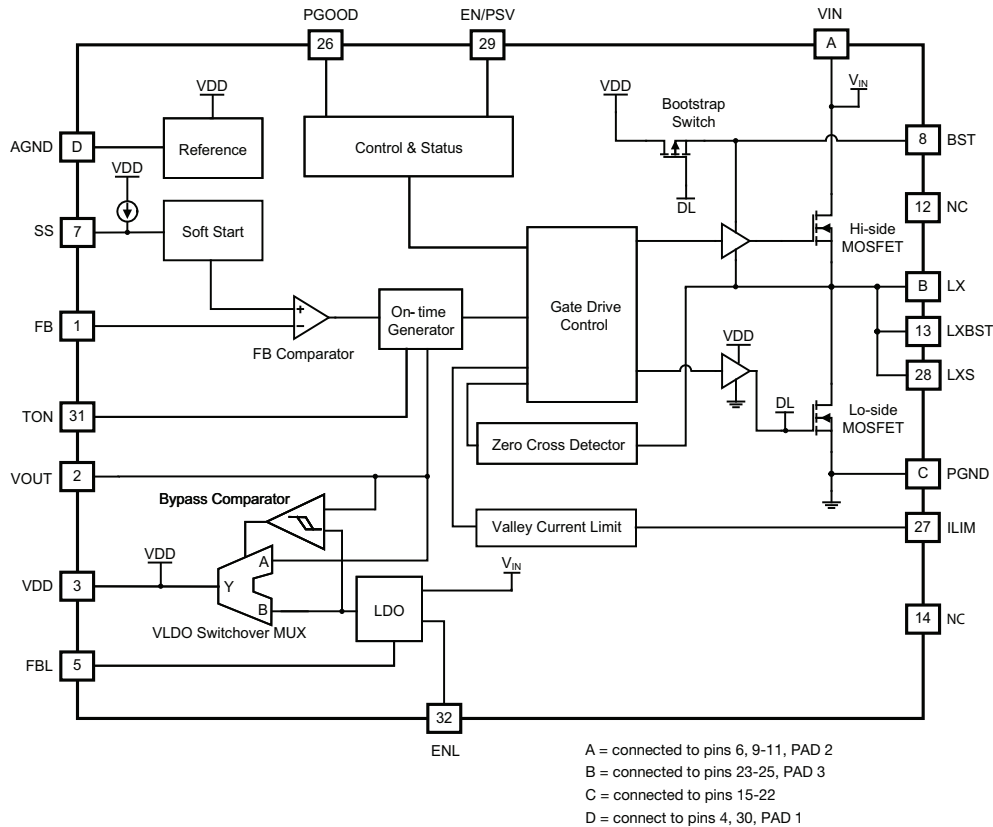 PGOOD
EN/PSV
VIN
26
29
A
VIN
VDD
VDD
Bootstrap
Switch
AGND
D
Reference
Control & Status
8
BST
VDD
DL
12
NC
SS
7
Soft Start
Hi-side
MOSFET
Gate Drive
Control
B
LX
FB
1
+
−
On-time
Generator
13
LXBST
FB Comparator
VDD
28
LXS
TON
31
DL
Lo-side
MOSFET
Zero Cross Detector
VOUT
2
C
PGND
Bypass Comparator
Valley Current Limit
27
ILIM
VDD
A
VIN
VDD
3
Y
B
LDO
14
NC
VLDO Switchover MUX
FBL
5
32
ENL
A = connected to pins 6, 9-11, PAD 2
B = connected to pins 23-25, PAD 3
C = connected to pins 15-22
D = connect to pins 4, 30, PAD 1